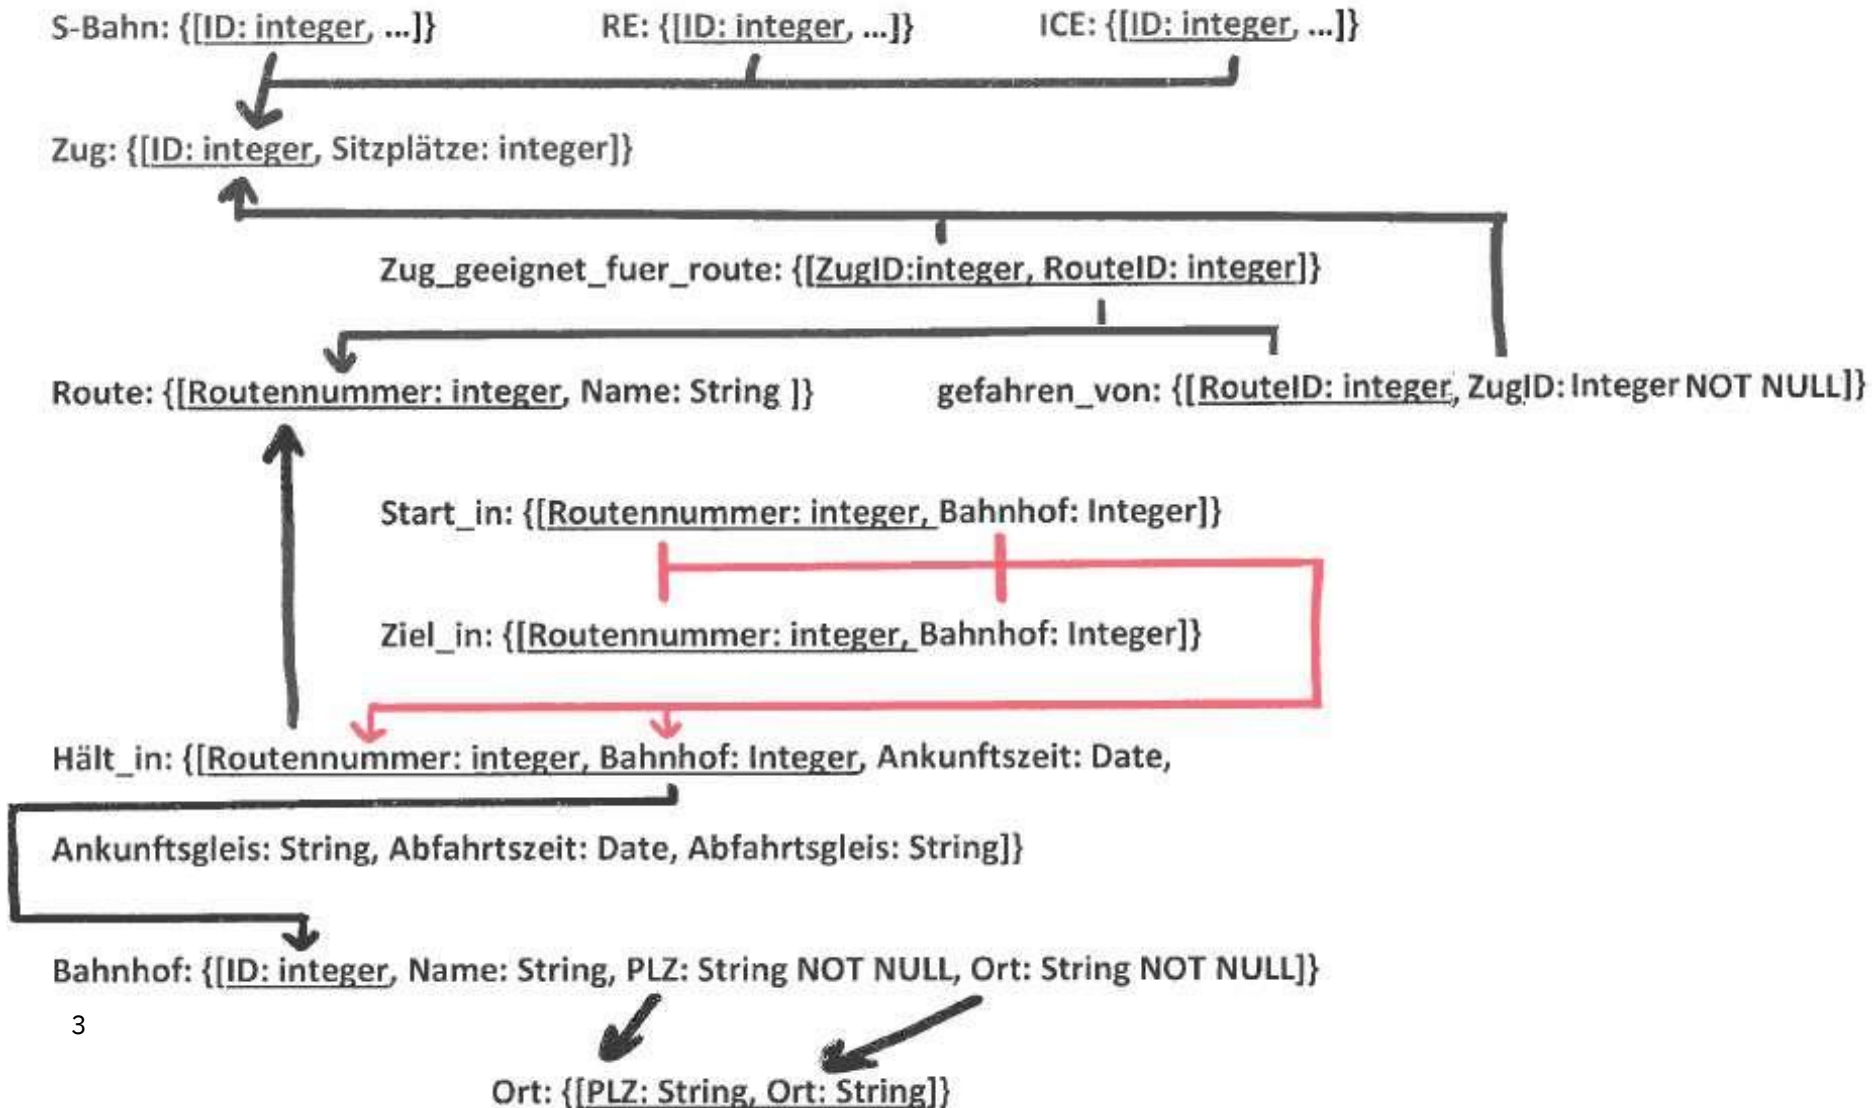 S-Bahn: {[ID: integer, ...]} RE: {[ID: integer, ...]} ICE: {[ID: integer, ...]}
Zug: {[ID: integer, Sitzplätze: integer]}
Zug_geeignet_fuer_route: {[ZugID:integer, RouteID: integer]}
Route: {[Routennummer: integer, Name: String ]} gefahren_von: {[RouteID: integer, ZugID: Integer NOT NULL]}
Start_in: {[Routennummer: integer, Bahnhof: Integer]}
Ziel_in: {[Routennummer: integer, Bahnhof: Integer]}
Hält_in: {[Routennummer: integer, Bahnhof: Integer, Ankunftszeit: Date,
Ankunftsgleis: String, Abfahrtszeit: Date, Abfahrtsgleis: String]}
Bahnhof: {[ID: integer, Name: String, PLZ: String NOT NULL, Ort: String NOT NULL]}
3
Ort: {[PLZ: String, Ort: String]}